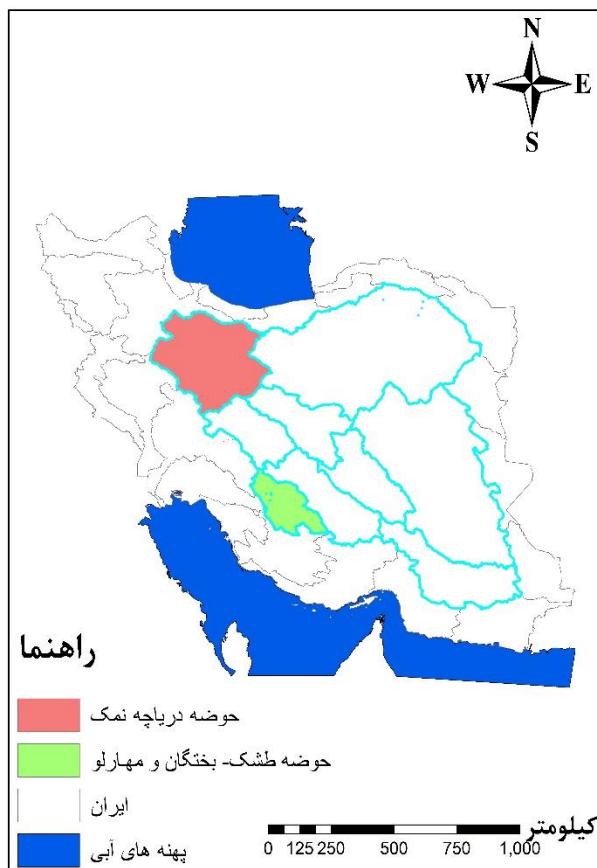 N
W E
S
راهنما
حوضه دریاچه نمک
حوضه طشک- بختگان و مهارلو
ایران
پهنه های آبی
کیلومتر
0 125 250 500 750 1,000